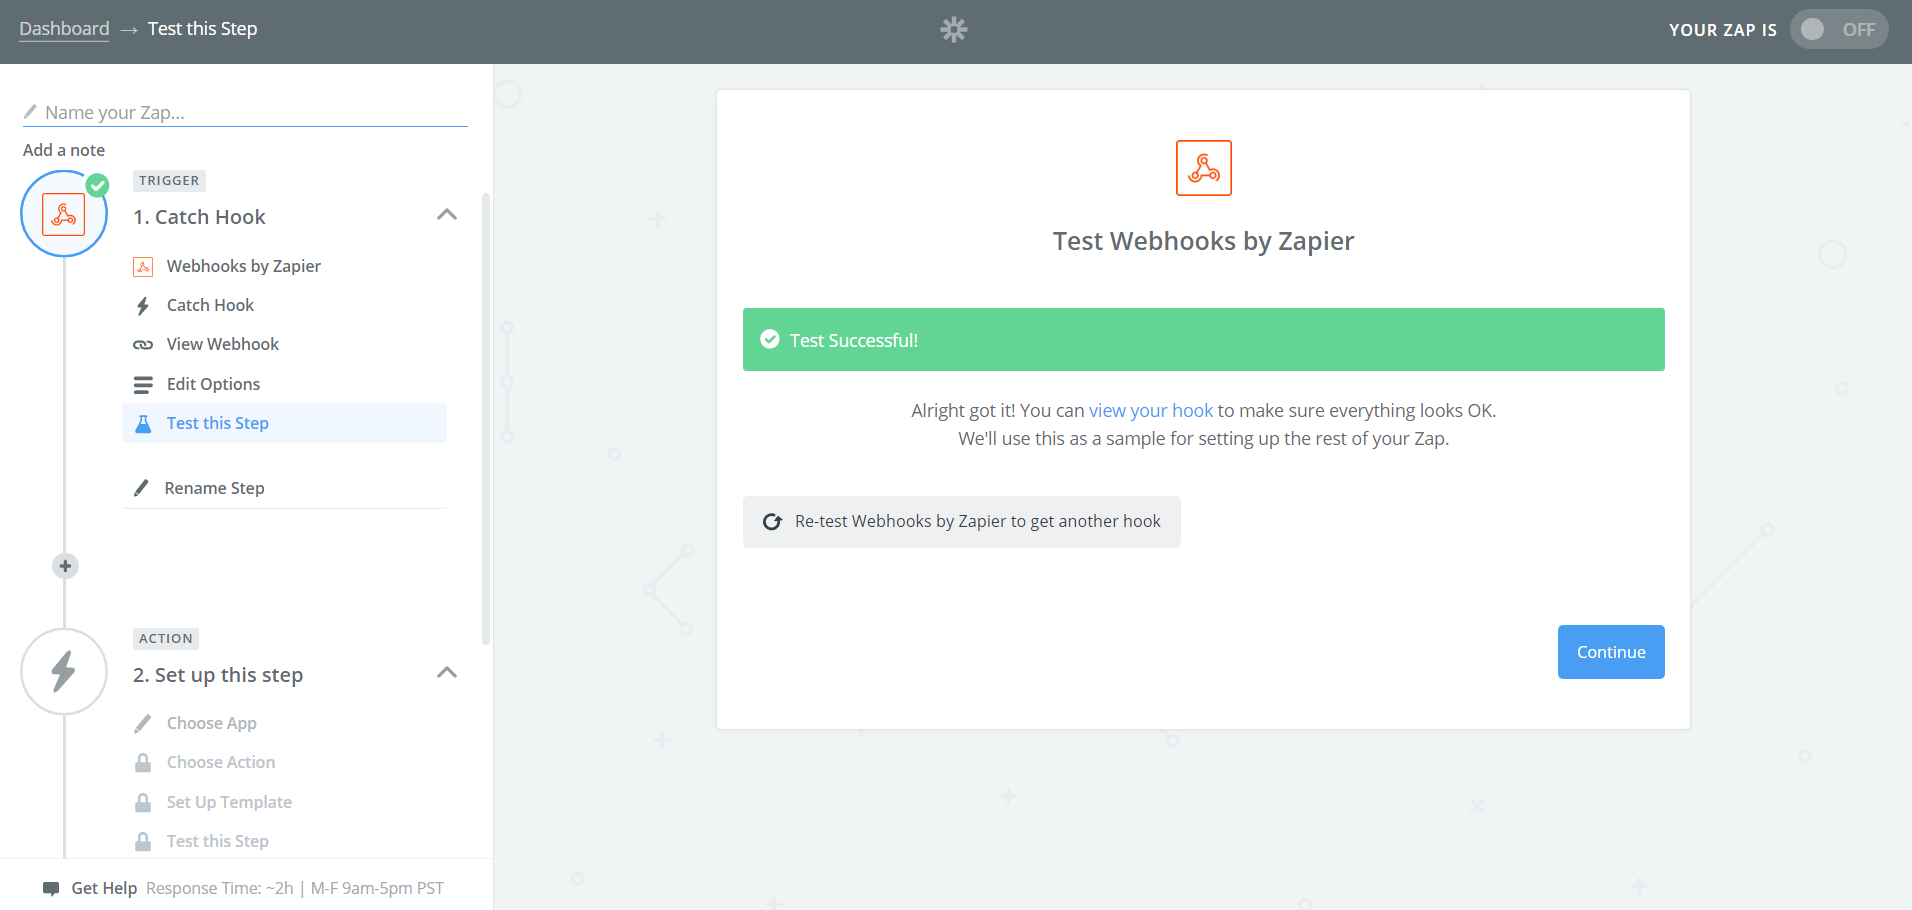 Dashboard → Test this Step
YOUR ZAP IS OFF
Name your Zap...
Add a note
TRIGGER
1. Catch Hook
Webhooks by Zapier
Catch Hook
View Webhook
Edit Options
Test this Step
Rename Step
ACTION
2. Set up this step
Choose App
Choose Action
Set Up Template
Test this Step
Get Help Response Time: ~2h | M-F 9am-5pm PST
Test Webhooks by Zapier
Test Successful!
Alright got it! You can view your hook to make sure everything looks OK.
We'll use this as a sample for setting up the rest of your Zap.
Re-test Webhooks by Zapier to get another hook
Continue